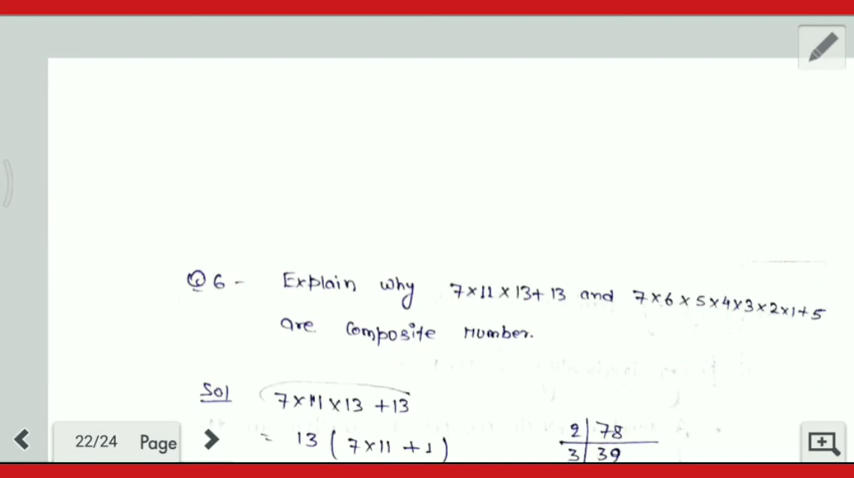 Q 6 - Explain why 7×11×13+13 and 7×6×5×4×3×2×1+5
are composite number.
Sol 7×11×13 +13
= 13 (7×11 +1)
2 | 78
3 | 39
22/24 Page